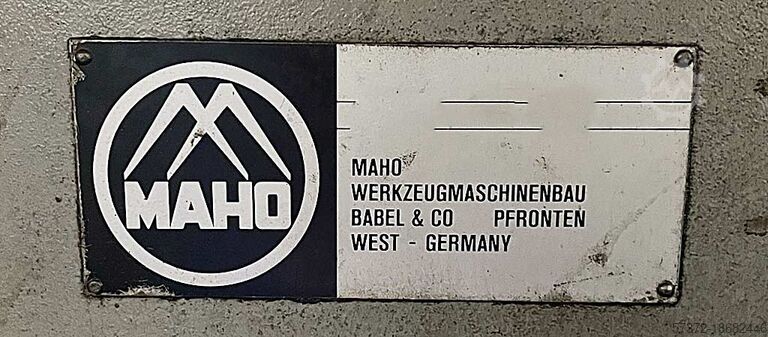 MAHO
MAHO
WERKZEUGMASCHINENBAU
BABEL & CO PFRONTEN
WEST - GERMANY